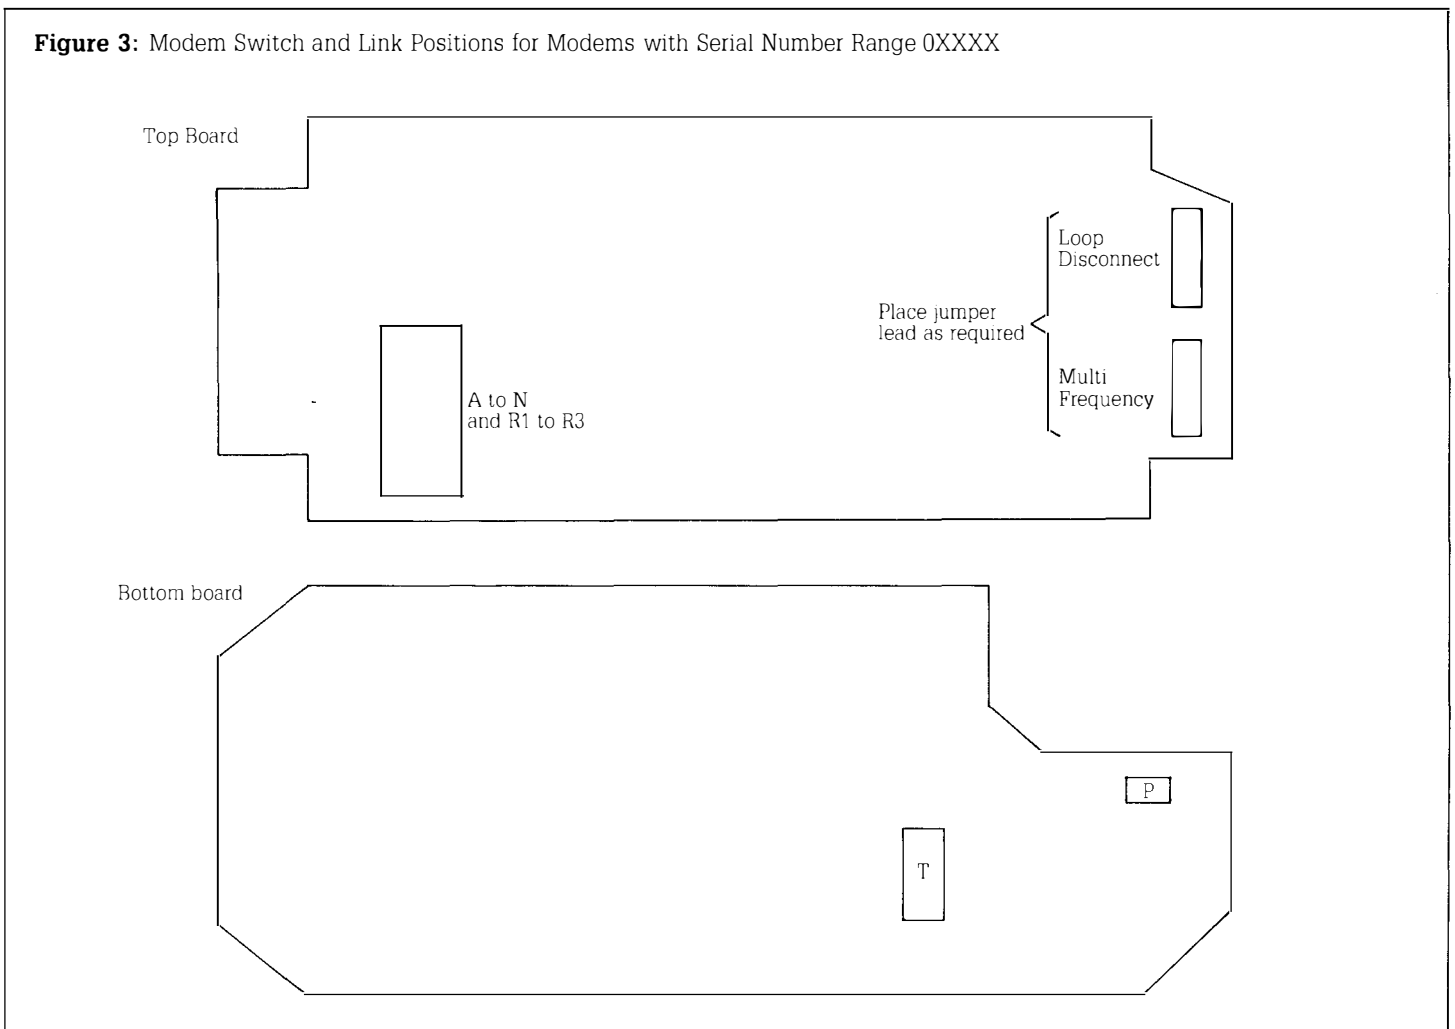 Figure 3: Modem Switch and Link Positions for Modems with Serial Number Range 0XXXX
Top Board
Loop
Disconnect
Place jumper
lead as required
Multi
Frequency
A to N
and R1 to R3
Bottom board
P
T